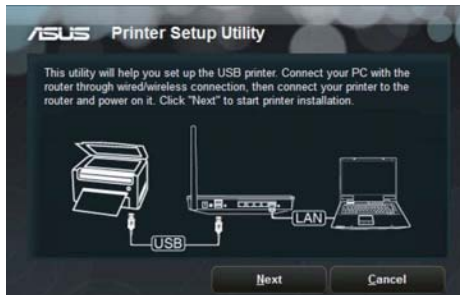 ASUS Printer Setup Utility
This utility will help you set up the USB printer. Connect your PC with the
router through wired/wireless connection, then connect your printer to the
router and power on it. Click "Next" to start printer installation.
LAN
USB
Next Cancel